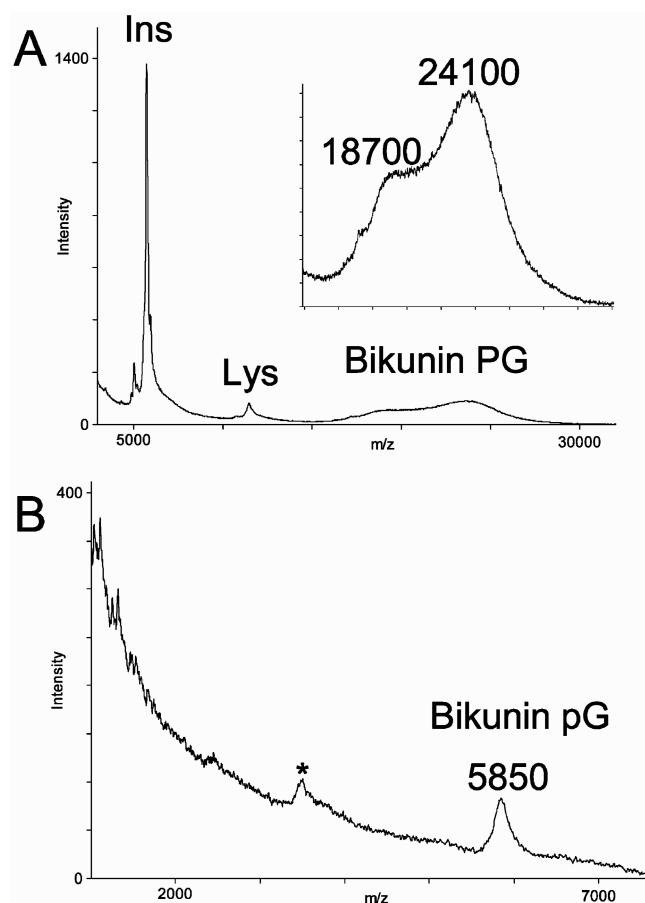 A
Ins
1400
24100
18700
Intensity
Lys
Bikunin PG
0
5000
m/z
30000
B
400
Intensity
Bikunin pG
*
5850
0
2000
m/z
7000